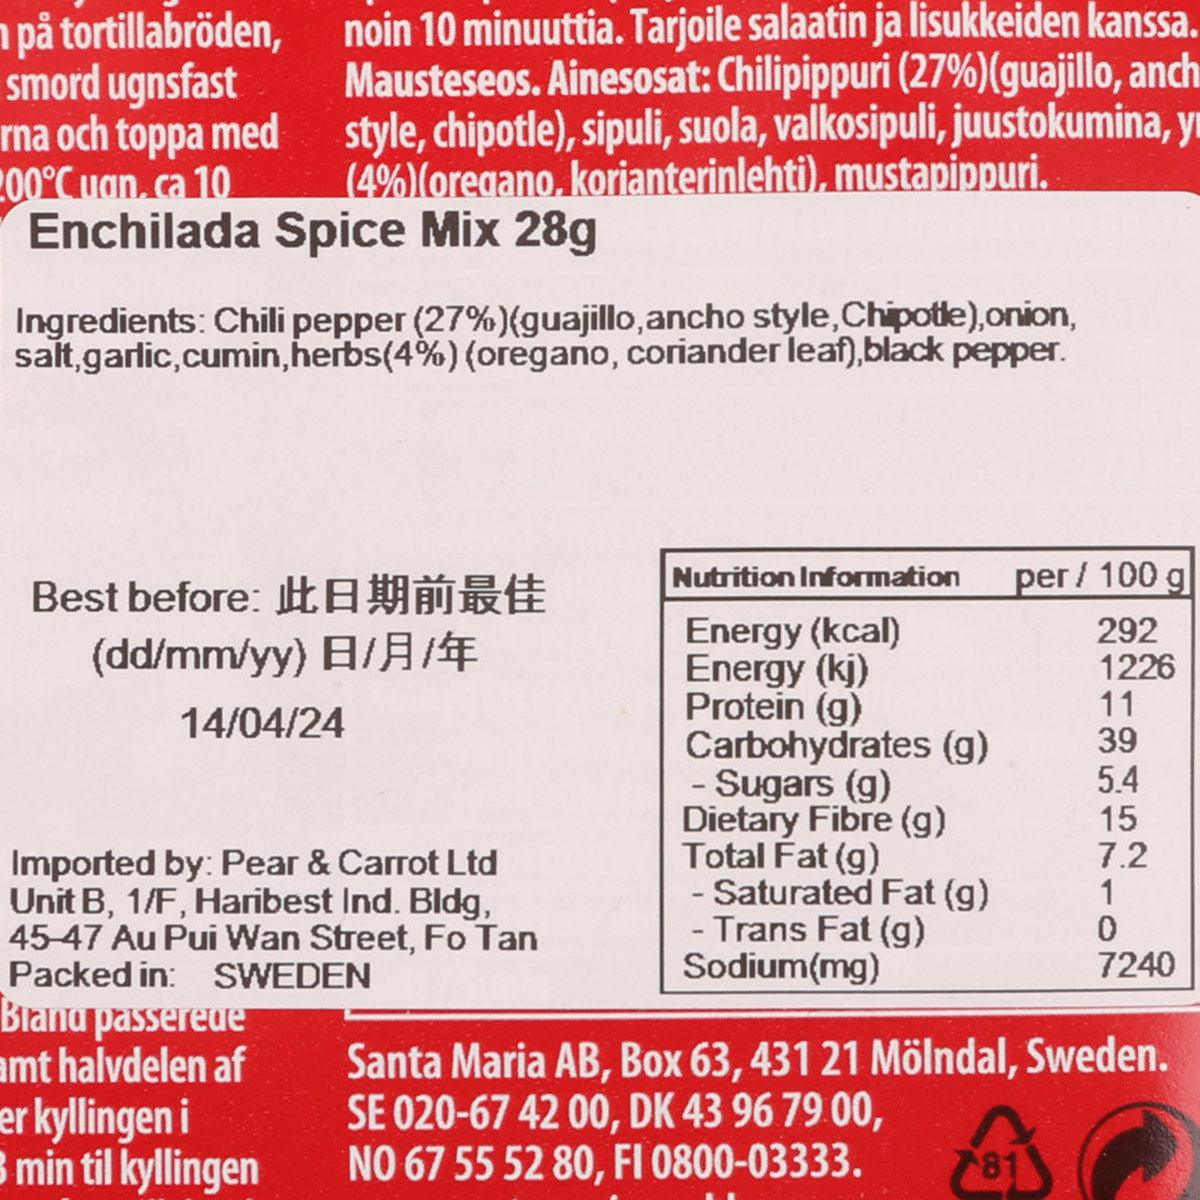 på tortillabröden,
smord ugnsfast
rna och toppa med
200°C ugn, ca 10
noin 10 minuuttia. Tarjoile salaatin ja lisukkeiden kanssa.
Mausteseos. Ainesosat: Chilipippuri (27%)(guajillo, anch
style, chipotle), sipuli, suola, valkosipuli, juustokumina, y
(4%)(oregano, korianterinlehti), mustapippuri.
Enchilada Spice Mix 28g
Ingredients: Chili pepper (27%)(guajillo,ancho style,Chipotle),onion,
salt,garlic,cumin,herbs(4%) (oregano, coriander leaf),black pepper.
Best before: 此日期前最佳
(dd/mm/yy) 日/月/年
14/04/24
Imported by: Pear & Carrot Ltd
Unit B, 1/F, Haribest Ind. Bldg,
45-47 Au Pui Wan Street, Fo Tan
Packed in: SWEDEN
Nutrition Information per / 100 g
Energy (kcal) 292
Energy (kj) 1226
Protein (g) 11
Carbohydrates (g) 39
- Sugars (g) 5.4
Dietary Fibre (g) 15
Total Fat (g) 7.2
- Saturated Fat (g) 1
- Trans Fat (g) 0
Sodium(mg) 7240
Bland passerede
amt halvdelen af
er kyllingen i
3 min til kyllingen
Santa Maria AB, Box 63, 431 21 Mölndal, Sweden.
SE 020-67 42 00, DK 43 96 79 00,
NO 67 55 52 80, FI 0800-03333.
81